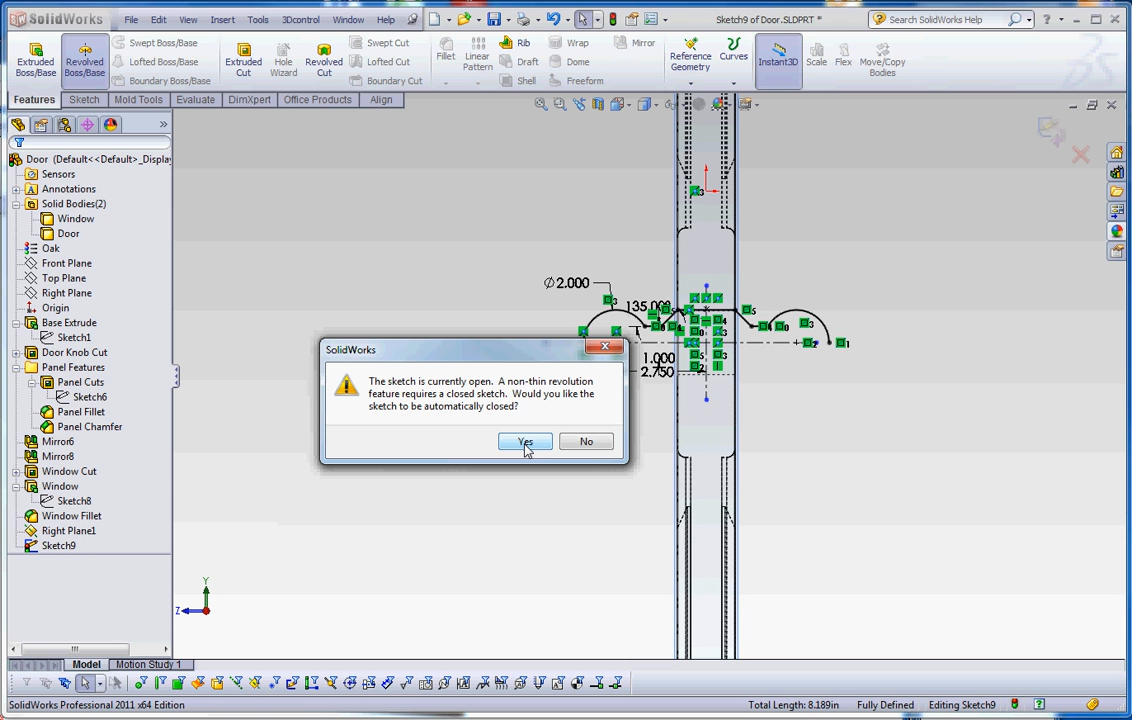 SolidWorks File Edit View Insert Tools 3Dcontrol Window Help Sketch9 of Door.SLDPRT * Search SolidWorks Help
Extruded Boss/Base
Revolved Boss/Base
Swept Boss/Base
Lofted Boss/Base
Boundary Boss/Base
Extruded Cut
Hole Wizard
Revolved Cut
Swept Cut
Lofted Cut
Boundary Cut
Fillet
Linear Pattern
Rib
Draft
Shell
Wrap
Dome
Freeform
Mirror
Reference Geometry
Curves
Instant3D
Scale
Flex
Move/Copy Bodies
Features Sketch Mold Tools Evaluate DimXpert Office Products Align
Door (Default<<Default>_Displa
Sensors
Annotations
Solid Bodies(2)
Window
Door
Oak
Front Plane
Top Plane
Right Plane
Origin
Base Extrude
Sketch1
Door Knob Cut
Panel Features
Panel Cuts
Sketch6
Panel Fillet
Panel Chamfer
Mirror6
Mirror8
Window Cut
Window
Sketch8
Window Fillet
Right Plane1
Sketch9
Ø2.000
1.000
2.750
SolidWorks
The sketch is currently open. A non-thin revolution
feature requires a closed sketch. Would you like the
sketch to be automatically closed?
Yes No
Y
Z
Model Motion Study 1
SolidWorks Professional 2011 x64 Edition Total Length: 8.189in Fully Defined Editing Sketch9